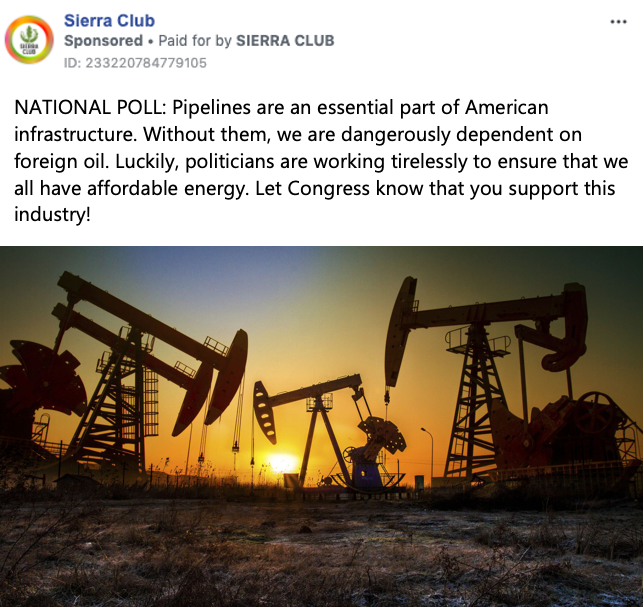 Sierra Club
Sponsored • Paid for by SIERRA CLUB
ID: 233220784779105
SIERRA
CLUB
NATIONAL POLL: Pipelines are an essential part of American
infrastructure. Without them, we are dangerously dependent on
foreign oil. Luckily, politicians are working tirelessly to ensure that we
all have affordable energy. Let Congress know that you support this
industry!